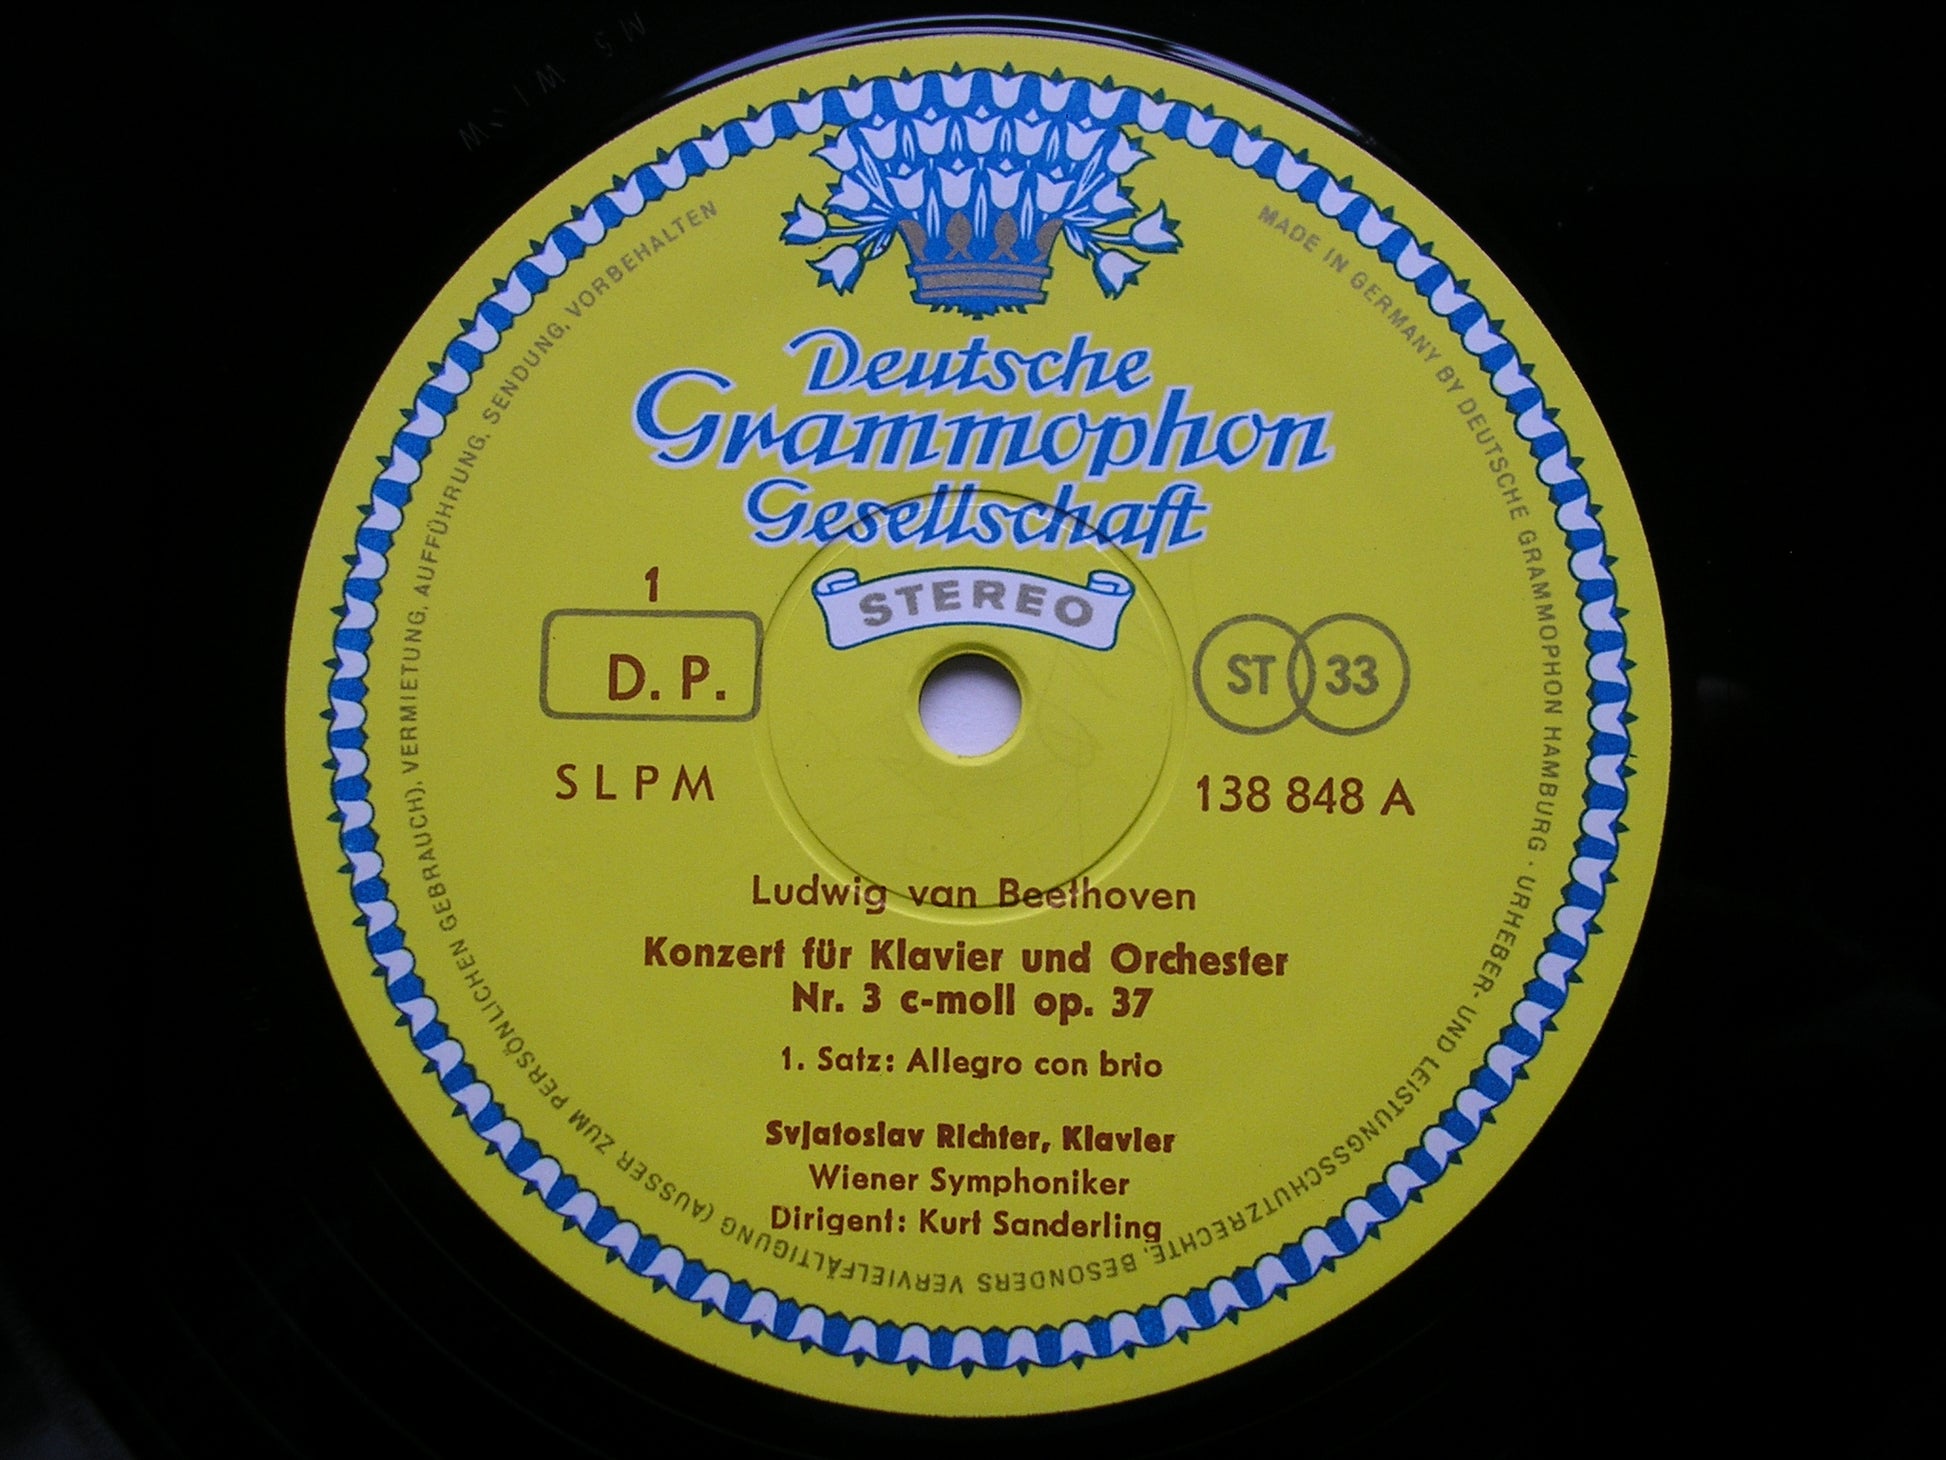 Deutsche
Grammophon
Gesellschaft
STEREO
1
D. P.
ST 33
SLPM
138 848 A
Ludwig van Beethoven
Konzert für Klavier und Orchester
Nr. 3 c-moll op. 37
1. Satz: Allegro con brio
Svjatoslav Richter, Klavier
Wiener Symphoniker
Dirigent: Kurt Sanderling
MADE IN GERMANY BY DEUTSCHE GRAMMOPHON HAMBURG · URHEBER- UND LEISTUNGSSCHUTZRECHTE, BESONDERS VERVIELFÄLTIGUNG (AUSSER ZUM PERSÖNLICHEN GEBRAUCH), VERMIETUNG, AUFFÜHRUNG, SENDUNG, VORBEHALTEN